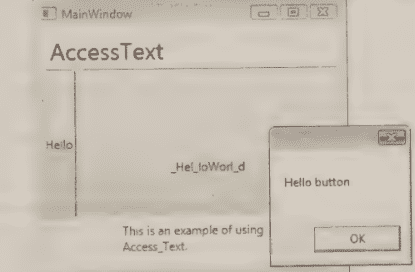 MainWindow
AccessText
Hello
_Hel_loWorl_d
Hello button
OK
This is an example of using
Access_Text.